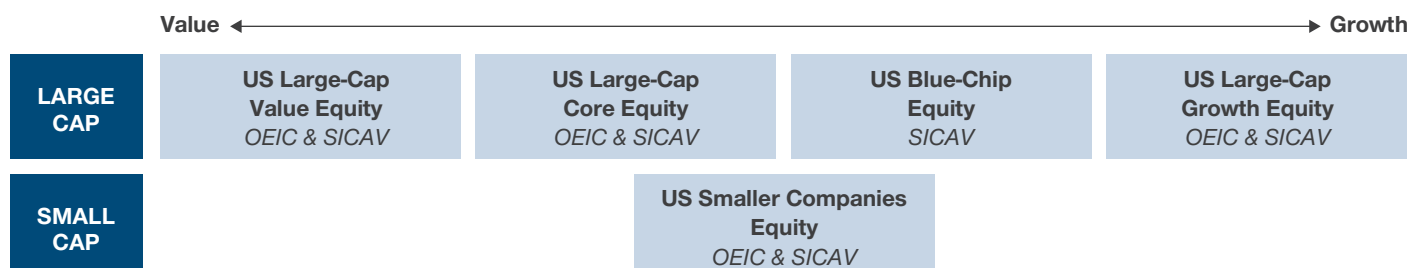 Value Growth
LARGE
CAP
US Large-Cap
Value Equity
OEIC & SICAV
US Large-Cap
Core Equity
OEIC & SICAV
US Blue-Chip
Equity
SICAV
US Large-Cap
Growth Equity
OEIC & SICAV
SMALL
CAP
US Smaller Companies
Equity
OEIC & SICAV